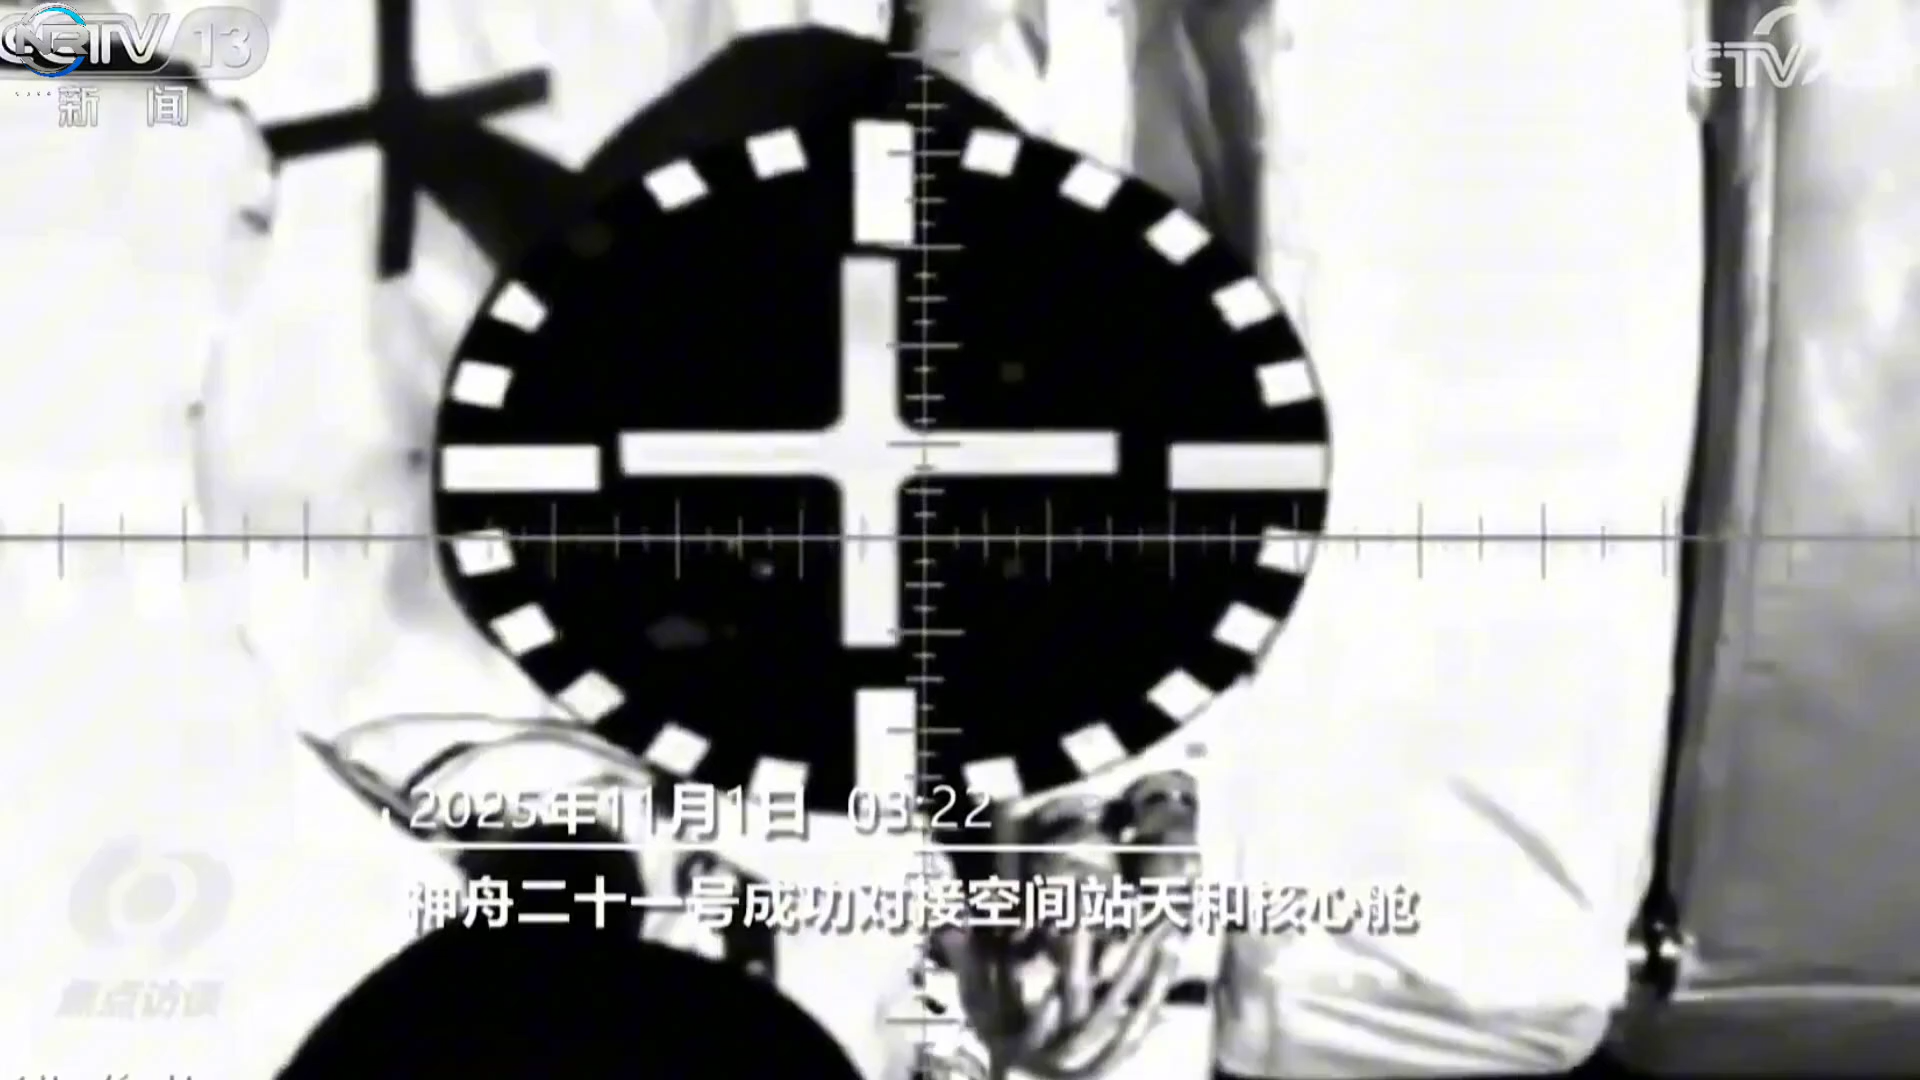 CCTV 13
新闻
CCTV
2025年11月1日 03:22
神舟二十一号成功对接空间站天和核心舱
焦点访谈